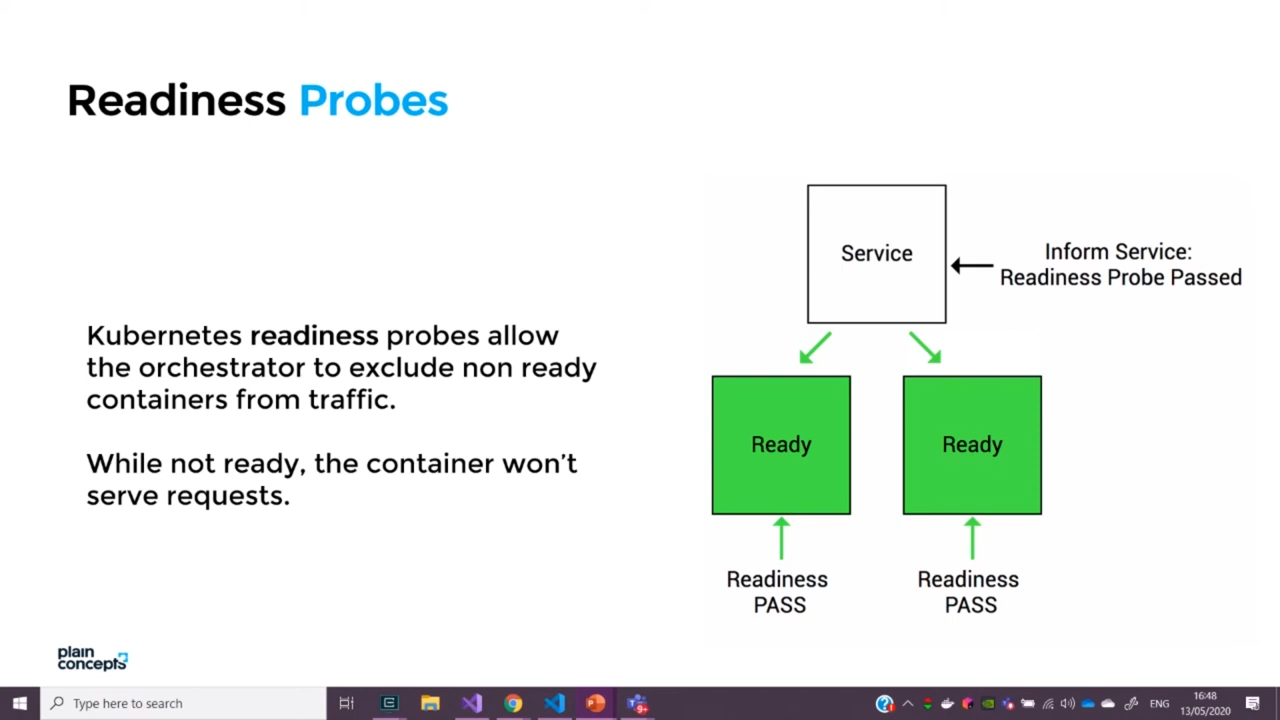 Readiness Probes
Service
Inform Service:
Readiness Probe Passed
Kubernetes readiness probes allow
the orchestrator to exclude non ready
containers from traffic.
While not ready, the container won't
serve requests.
Ready
Ready
Readiness
PASS
Readiness
PASS
plain
concepts
Type here to search
9+
ENG
16:48
13/05/2020